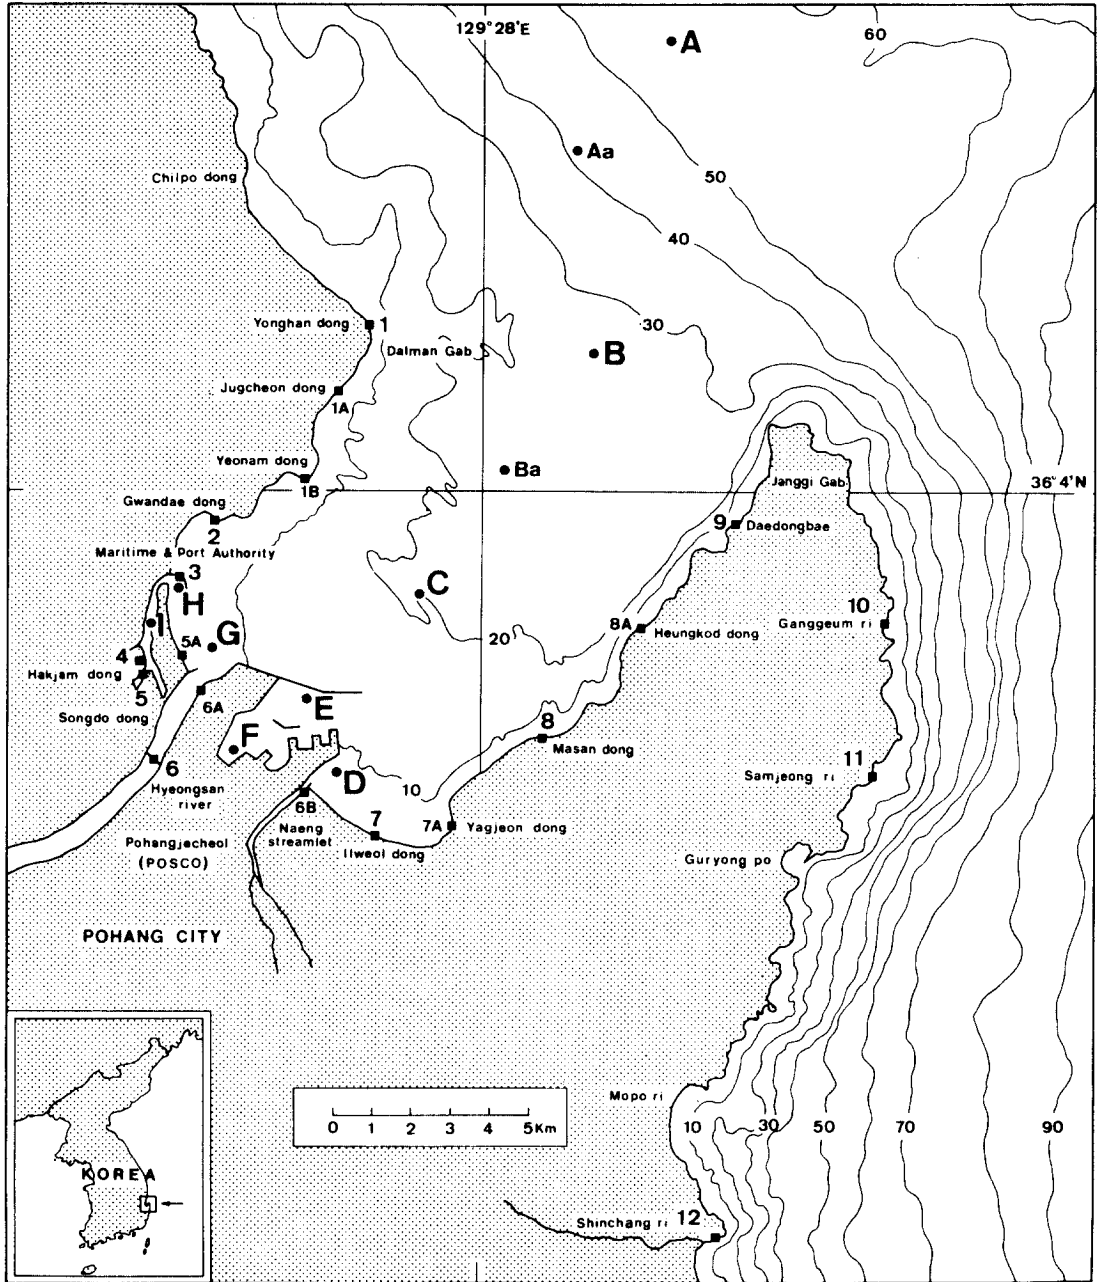 129°28'E
A
60
Aa
50
Chilpo dong
40
30
Yonghan dong
1
Dalman Gab
B
Jugcheon dong
1A
Yeonam dong
1B
Ba
Janggi Gab
36°4'N
Gwandae dong
2
9
Daedongbae
Maritime & Port Authority
3
H
C
I
10
Ganggeum ri
8A
Heungkod dong
G
5A
20
4
Hakjam dong
5
6A
Songdo dong
E
8
Masan dong
F
6
D
11
Samjeong ri
Hyeongsan
river
10
6B
Naeng
streamlet
7
7A
Yagjeon dong
Ilweol dong
Pohangjecheol
(POSCO)
Guryong po
POHANG CITY
Mopo ri
0 1 2 3 4 5Km
10 30 50 70 90
KOREA
Shinchang ri
12